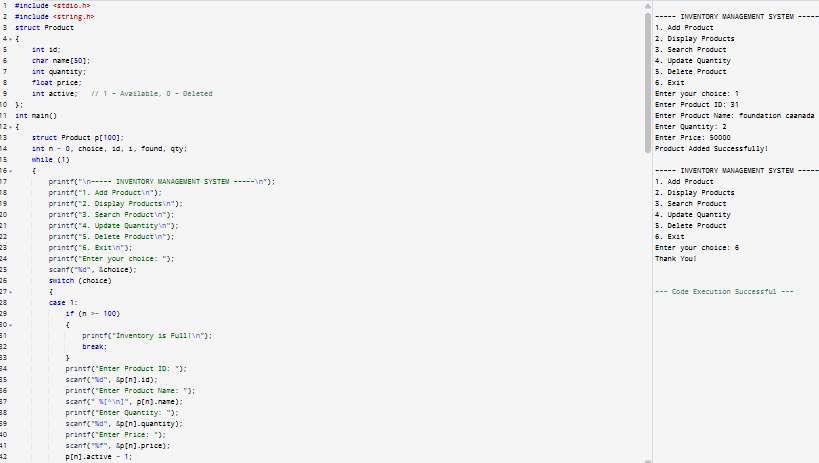 1 #include <stdio.h>
2 #include <string.h>
3 struct Product
4 {
5 int id;
6 char name[50];
7 int quantity;
8 float price;
9 int active; // 1 - Available, 0 - Deleted
10 };
11 int main()
12 {
13 struct Product p[100];
14 int n = 0, choice, id, i, found, qty;
15 while (1)
16 {
17 printf("\n----- INVENTORY MANAGEMENT SYSTEM -----\n");
18 printf("1. Add Product\n");
19 printf("2. Display Products\n");
20 printf("3. Search Product\n");
21 printf("4. Update Quantity\n");
22 printf("5. Delete Product\n");
23 printf("6. Exit\n");
24 printf("Enter your choice: ");
25 scanf("%d", &choice);
26 switch (choice)
27 {
28 case 1:
29 if (n >= 100)
30 {
31 printf("Inventory is Full!\n");
32 break;
33 }
34 printf("Enter Product ID: ");
35 scanf("%d", &p[n].id);
36 printf("Enter Product Name: ");
37 scanf(" %[^\n]", p[n].name);
38 printf("Enter Quantity: ");
39 scanf("%d", &p[n].quantity);
40 printf("Enter Price: ");
41 scanf("%f", &p[n].price);
42 p[n].active = 1;
----- INVENTORY MANAGEMENT SYSTEM -----
1. Add Product
2. Display Products
3. Search Product
4. Update Quantity
5. Delete Product
6. Exit
Enter your choice: 1
Enter Product ID: 31
Enter Product Name: foundation caanada
Enter Quantity: 2
Enter Price: 50000
Product Added Successfully!
----- INVENTORY MANAGEMENT SYSTEM -----
1. Add Product
2. Display Products
3. Search Product
4. Update Quantity
5. Delete Product
6. Exit
Enter your choice: 6
Thank You!
--- Code Execution Successful ---